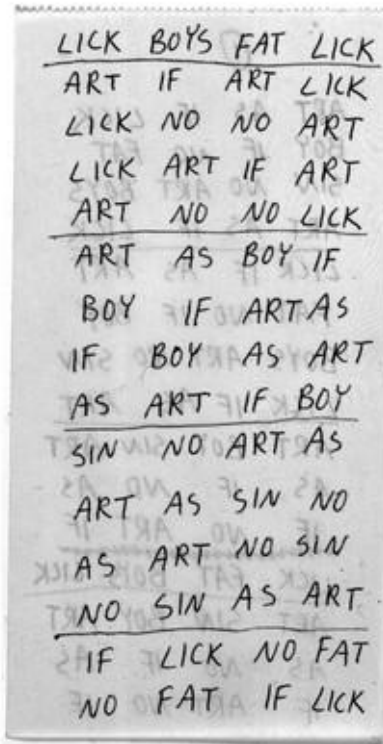 LICK BOYS FAT LICK
ART IF ART LICK
LICK NO NO ART
LICK ART IF ART
ART NO NO LICK
ART AS BOY IF
BOY IF ART AS
IF BOY AS ART
AS ART IF BOY
SIN NO ART AS
ART AS SIN NO
AS ART NO SIN
NO SIN AS ART
IF LICK NO FAT
NO FAT IF LICK